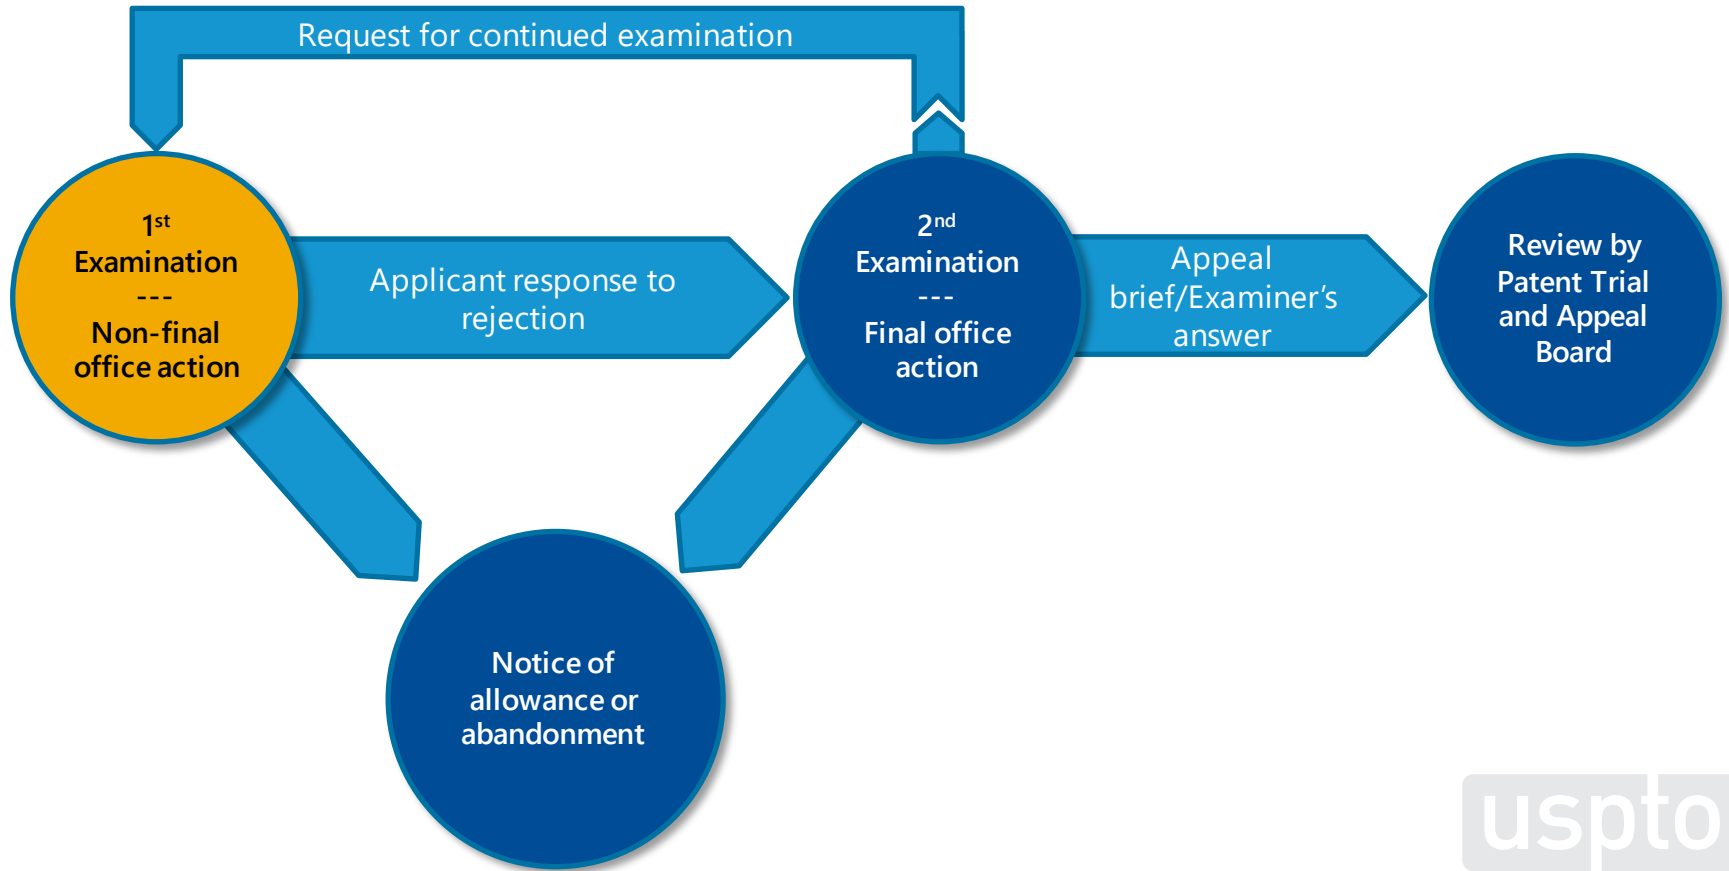 Request for continued examination
1st
Examination
---
Non-final
office action
Applicant response to
rejection
2nd
Examination
---
Final office
action
Appeal
brief/Examiner’s
answer
Review by
Patent Trial
and Appeal
Board
Notice of
allowance or
abandonment
uspto